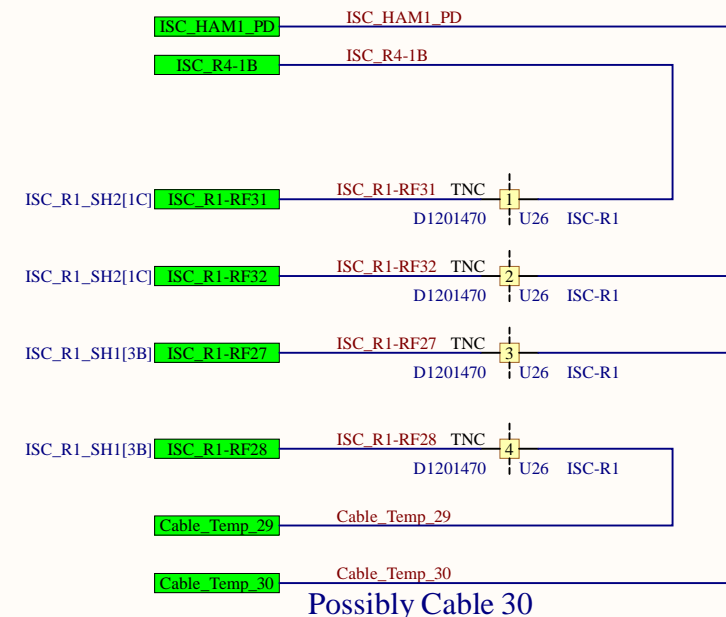 ISC_HAM1_PD ISC_HAM1_PD
ISC_R4-1B ISC_R4-1B
ISC_R1_SH2[1C] ISC_R1-RF31 ISC_R1-RF31 TNC 1
D1201470 U26 ISC-R1
ISC_R1_SH2[1C] ISC_R1-RF32 ISC_R1-RF32 TNC 2
D1201470 U26 ISC-R1
ISC_R1_SH1[3B] ISC_R1-RF27 ISC_R1-RF27 TNC 3
D1201470 U26 ISC-R1
ISC_R1_SH1[3B] ISC_R1-RF28 ISC_R1-RF28 TNC 4
D1201470 U26 ISC-R1
Cable_Temp_29 Cable_Temp_29
Cable_Temp_30 Cable_Temp_30
Possibly Cable 30